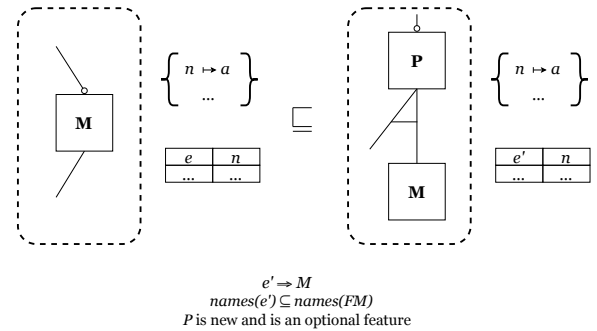 M
{ n ↦ a
... }
e n
... ...
⊑
P
M
{ n ↦ a
... }
e' n
... ...
e' ⇒ M
names(e') ⊆ names(FM)
P is new and is an optional feature